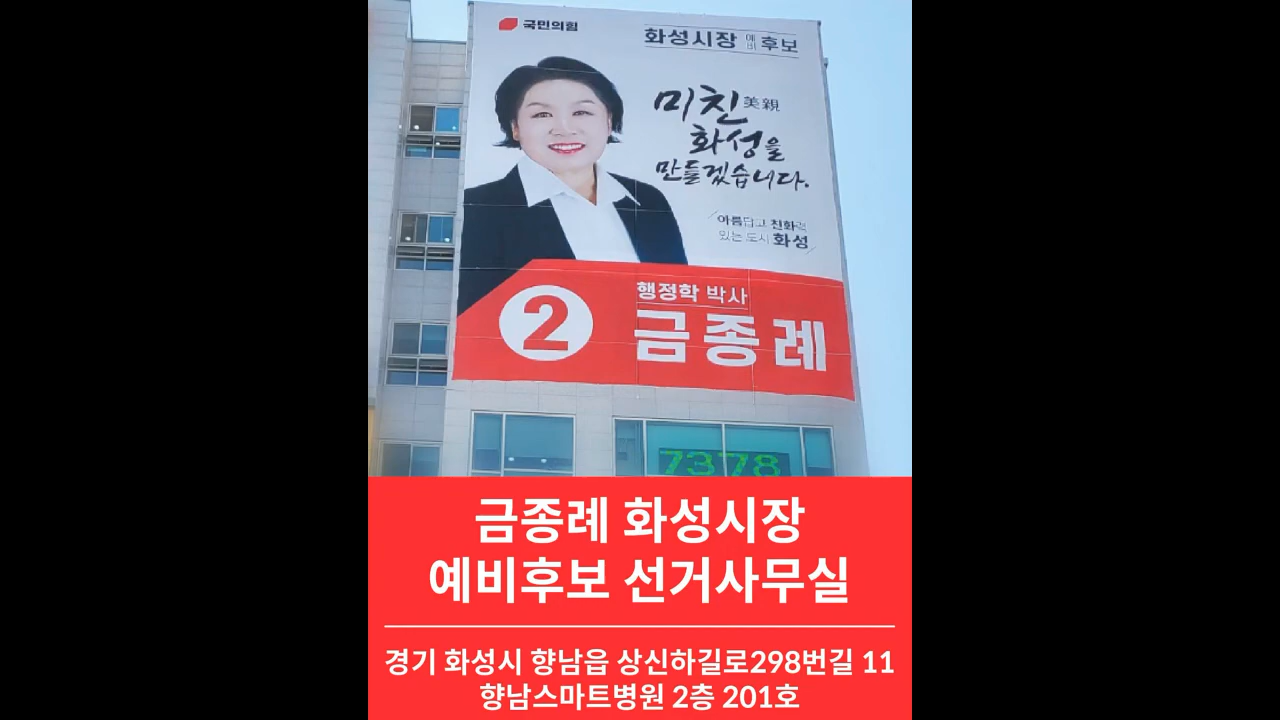 국민의힘
화성시장 예비 후보
미친 美親
화성을
만들겠습니다.
아름답고 친화력
있는 도시 화성
행정학 박사
2 금종례
7378
금종례 화성시장
예비후보 선거사무실
경기 화성시 향남읍 상신하길로298번길 11
향남스마트병원 2층 201호